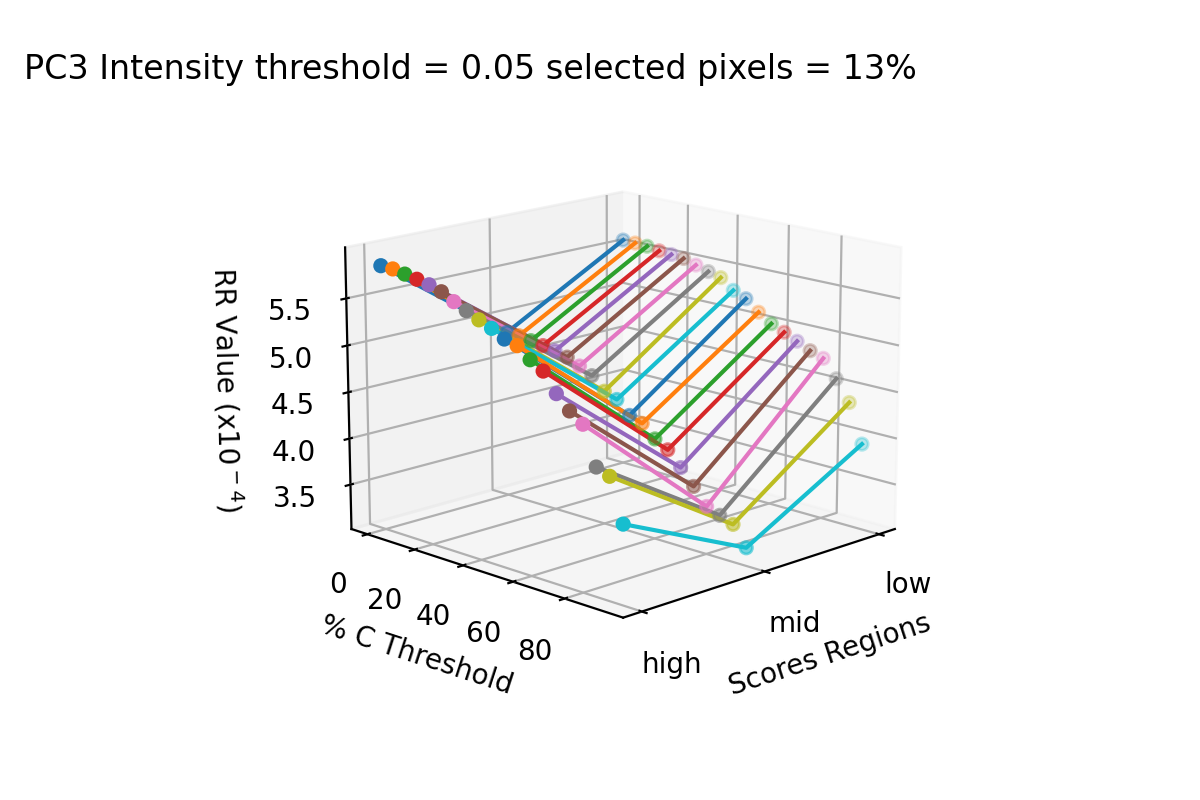 PC3 Intensity threshold = 0.05 selected pixels = 13%
RR Value (x10⁻⁴)
5.5
5.0
4.5
4.0
3.5
0
20
40
60
80
% C Threshold
high
mid
low
Scores Regions